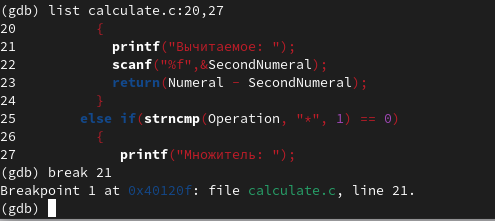 (gdb) list calculate.c:20,27
20 {
21 printf("Вычитаемое: ");
22 scanf("%f",&SecondNumeral);
23 return(Numeral - SecondNumeral);
24 }
25 else if(strncmp(Operation, "*", 1) == 0)
26 {
27 printf("Множитель: ");
(gdb) break 21
Breakpoint 1 at 0x40120f: file calculate.c, line 21.
(gdb)